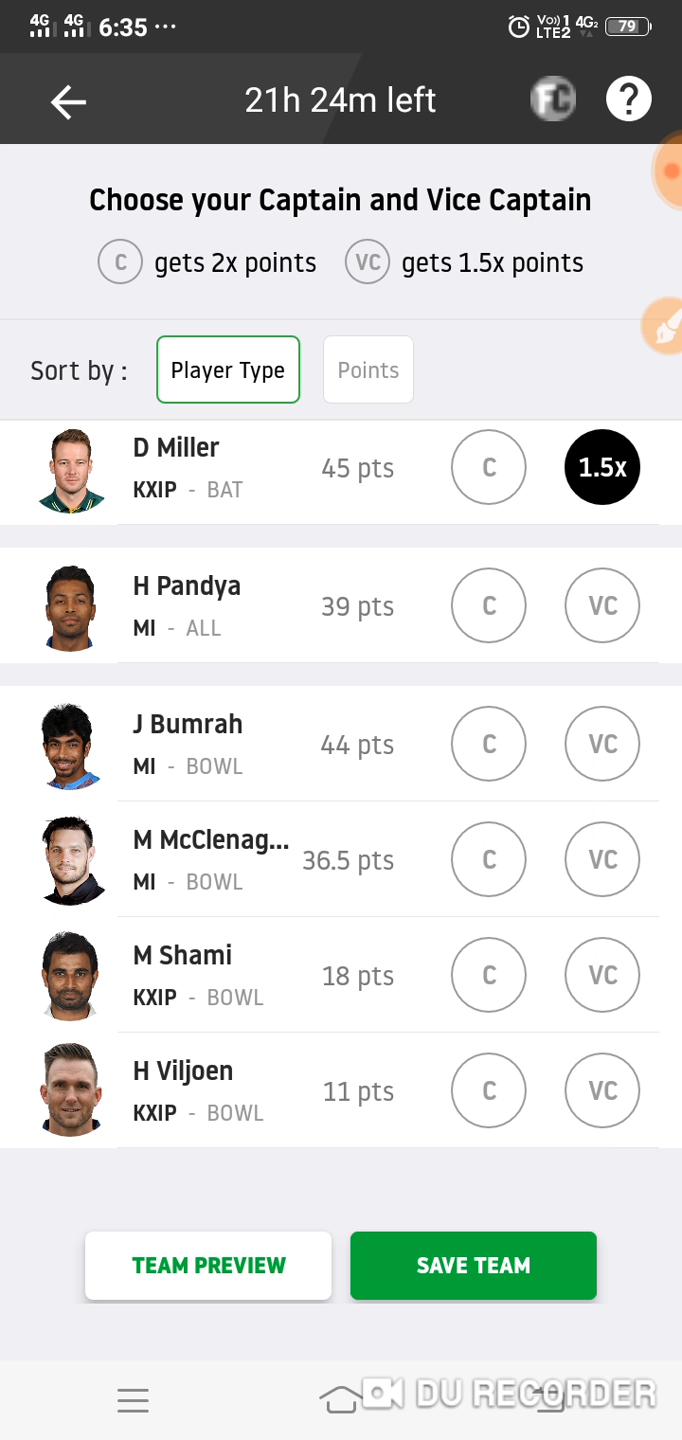 4G 4G 6:35 ... Vo)) 1 LTE2 4G2 79
21h 24m left FC ?
Choose your Captain and Vice Captain
C gets 2x points VC gets 1.5x points
Sort by : Player Type Points
D Miller
KXIP - BAT 45 pts C 1.5x
H Pandya
MI - ALL 39 pts C VC
J Bumrah
MI - BOWL 44 pts C VC
M McClenag...
MI - BOWL 36.5 pts C VC
M Shami
KXIP - BOWL 18 pts C VC
H Viljoen
KXIP - BOWL 11 pts C VC
TEAM PREVIEW SAVE TEAM
DU RECORDER